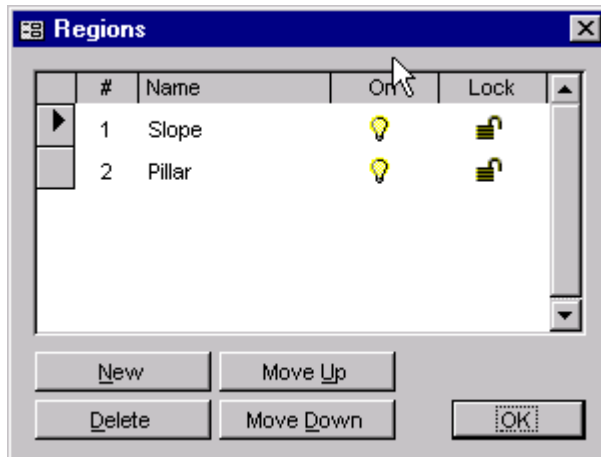 Regions
# Name On Lock
1 Slope
2 Pillar
New Move Up
Delete Move Down OK